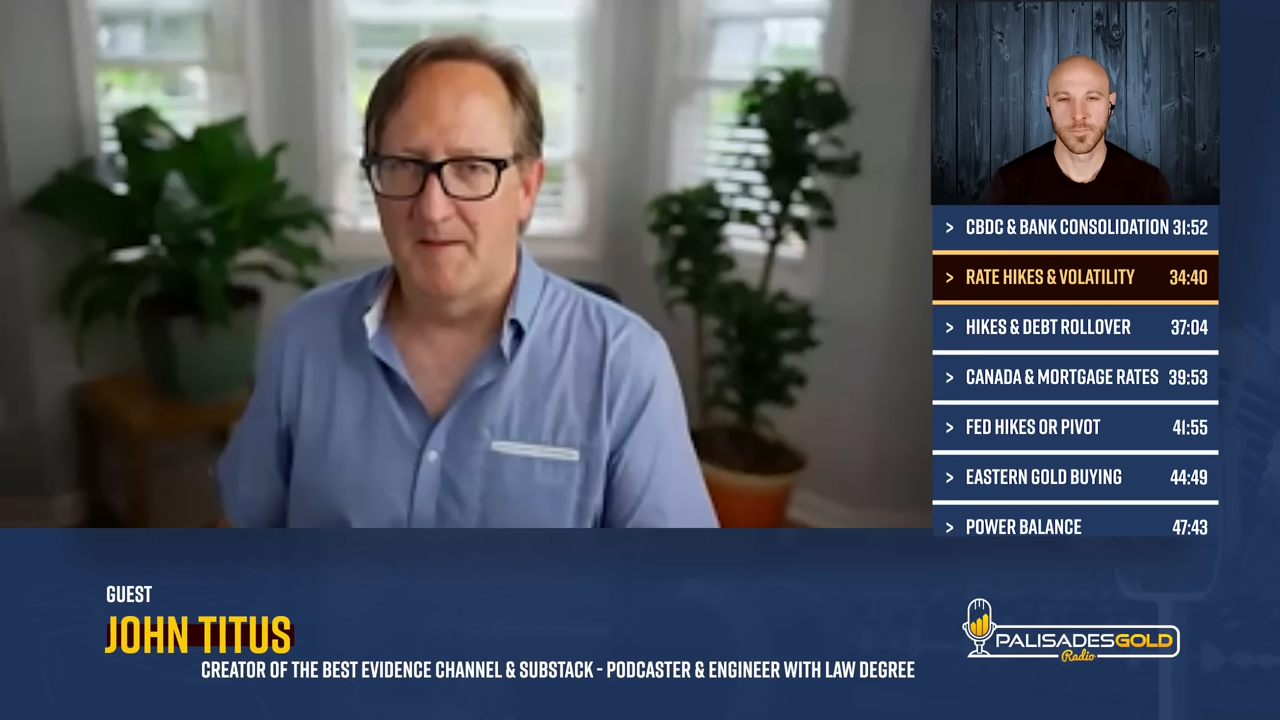 > CBDC & BANK CONSOLIDATION 31:52
> RATE HIKES & VOLATILITY 34:40
> HIKES & DEBT ROLLOVER 37:04
> CANADA & MORTGAGE RATES 39:53
> FED HIKES OR PIVOT 41:55
> EASTERN GOLD BUYING 44:49
> POWER BALANCE 47:43
GUEST
JOHN TITUS
CREATOR OF THE BEST EVIDENCE CHANNEL & SUBSTACK - PODCASTER & ENGINEER WITH LAW DEGREE
PALISADESGOLD
Radio